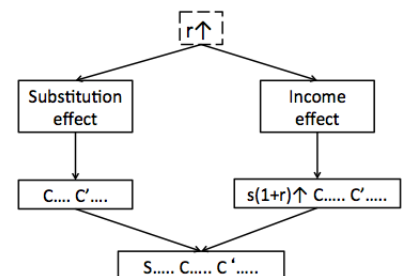 r↑
Substitution
effect
Income
effect
C.... C'....
s(1+r)↑ C..... C'.....
S..... C..... C '.....